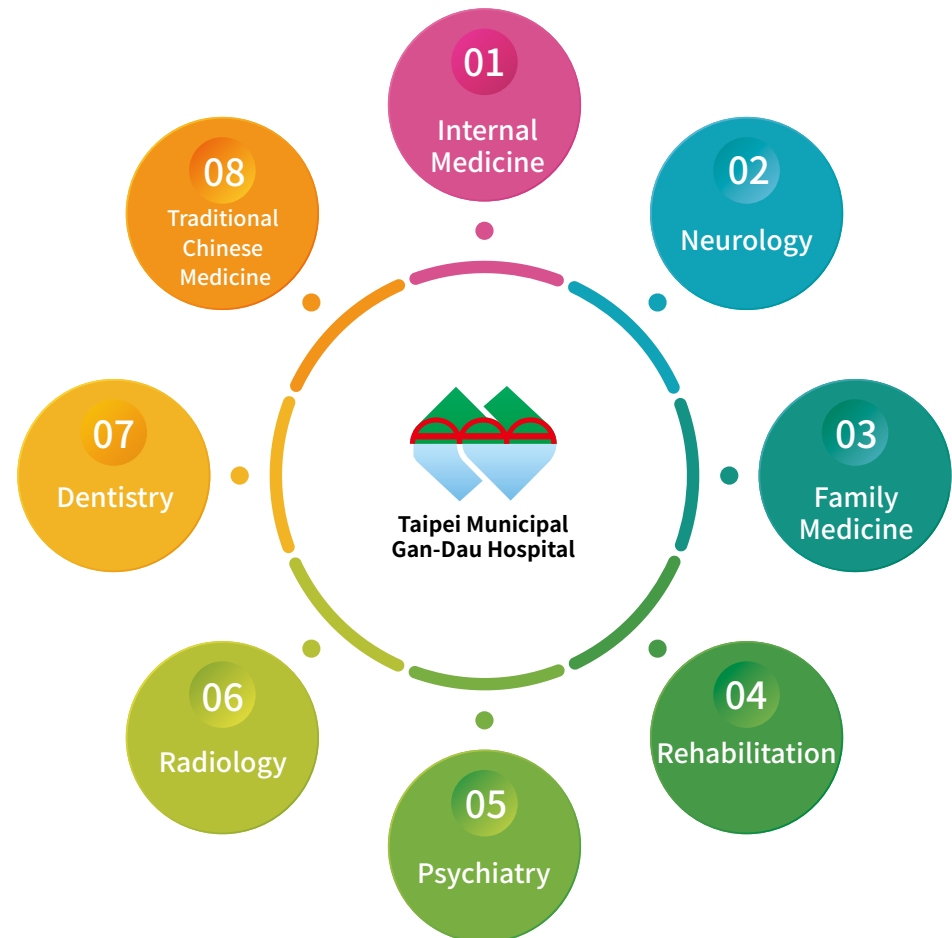 01
Internal
Medicine
02
Neurology
03
Family
Medicine
04
Rehabilitation
05
Psychiatry
06
Radiology
07
Dentistry
08
Traditional
Chinese
Medicine
Taipei Municipal
Gan-Dau Hospital